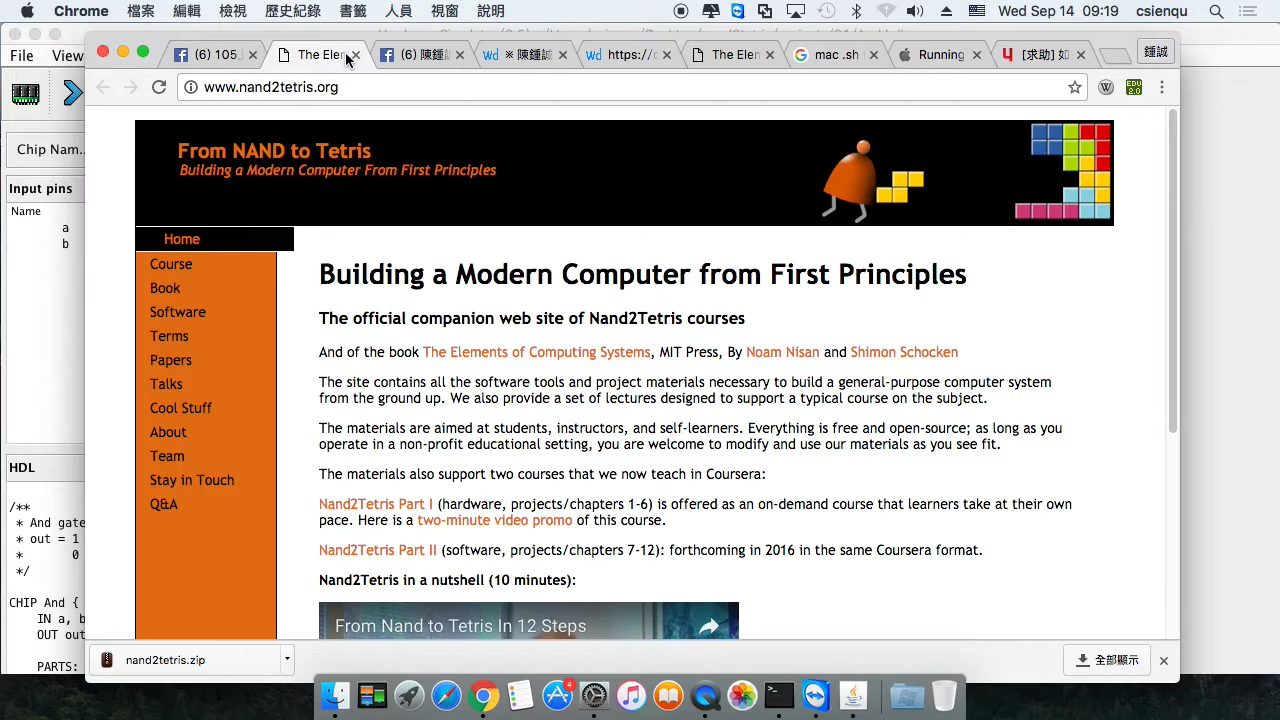 Chrome 檔案 編輯 檢視 歷史紀錄 書籤 人員 視窗 說明 Wed Sep 14 09:19 csienqu
File View
(6) 105. The Elem (6) 陳鍾誠 ※ 陳鍾誠 https://c The Elem mac .sh f Running [求助] 如 鍾誠
www.nand2tetris.org
EDU 2.0
Chip Nam...
Input pins
Name
a
b
HDL
/**
* And gate
* out = 1
* 0
*/
CHIP And {
IN a, b
OUT out
PARTS:
From NAND to Tetris
Building a Modern Computer From First Principles
Home
Course
Book
Software
Terms
Papers
Talks
Cool Stuff
About
Team
Stay in Touch
Q&A
Building a Modern Computer from First Principles
The official companion web site of Nand2Tetris courses
And of the book The Elements of Computing Systems, MIT Press, By Noam Nisan and Shimon Schocken
The site contains all the software tools and project materials necessary to build a general-purpose computer system
from the ground up. We also provide a set of lectures designed to support a typical course on the subject.
The materials are aimed at students, instructors, and self-learners. Everything is free and open-source; as long as you
operate in a non-profit educational setting, you are welcome to modify and use our materials as you see fit.
The materials also support two courses that we now teach in Coursera:
Nand2Tetris Part I (hardware, projects/chapters 1-6) is offered as an on-demand course that learners take at their own
pace. Here is a two-minute video promo of this course.
Nand2Tetris Part II (software, projects/chapters 7-12): forthcoming in 2016 in the same Coursera format.
Nand2Tetris in a nutshell (10 minutes):
From Nand to Tetris In 12 Steps
nand2tetris.zip
全部顯示
4